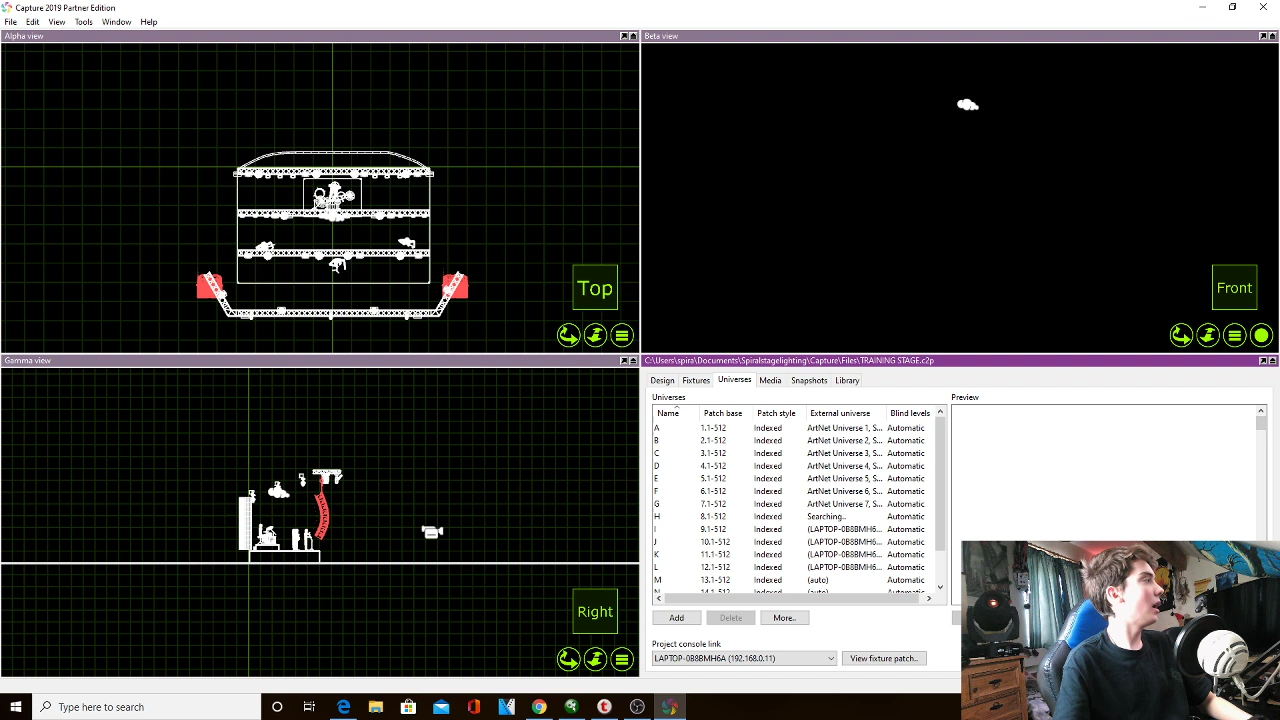 Capture 2019 Partner Edition
File Edit View Tools Window Help
Alpha view
Beta view
Top
Front
Gamma view
Right
C:\Users\spira\Documents\Spiralstagelighting\Capture\Files\TRAINING STAGE.c2p
Design Fixtures Universes Media Snapshots Library
Universes
Preview
Name Patch base Patch style External universe Blind levels
A 1.1-512 Indexed ArtNet Universe 1, S... Automatic
B 2.1-512 Indexed ArtNet Universe 2, S... Automatic
C 3.1-512 Indexed ArtNet Universe 3, S... Automatic
D 4.1-512 Indexed ArtNet Universe 4, S... Automatic
E 5.1-512 Indexed ArtNet Universe 5, S... Automatic
F 6.1-512 Indexed ArtNet Universe 6, S... Automatic
G 7.1-512 Indexed ArtNet Universe 7, S... Automatic
H 8.1-512 Indexed Searching.. Automatic
I 9.1-512 Indexed (LAPTOP-0B8BMH6... Automatic
J 10.1-512 Indexed (LAPTOP-0B8BMH6... Automatic
K 11.1-512 Indexed (LAPTOP-0B8BMH6... Automatic
L 12.1-512 Indexed (LAPTOP-0B8BMH6... Automatic
M 13.1-512 Indexed (auto) Automatic
N 14.1-512 Indexed (auto) Automatic
Add Delete More..
Project console link
LAPTOP-0B8BMH6A (192.168.0.11) View fixture patch..
Type here to search